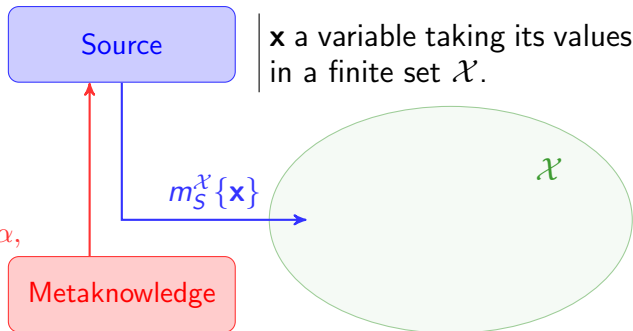 Source
x a variable taking its values
in a finite set 𝒳.
𝒳
m_S^𝒳{x}
α,
Metaknowledge